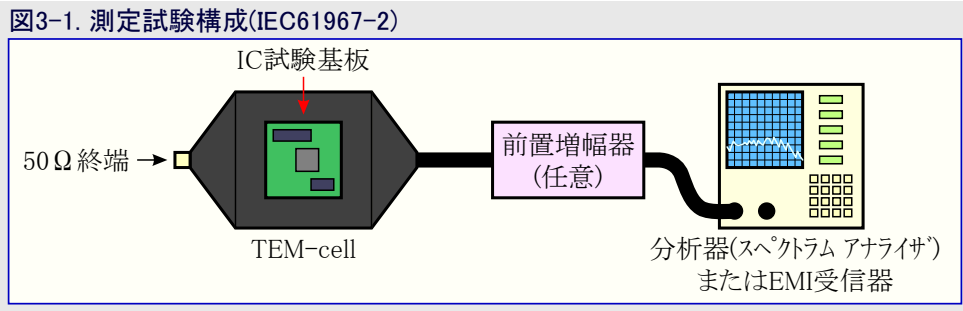 図3-1. 測定試験構成(IEC61967-2)
IC試験基板
50Ω終端
前置増幅器
(任意)
TEM-cell
分析器(ｽﾍﾟｸﾄﾗﾑ ｱﾅﾗｲｻﾞ)
またはEMI受信器